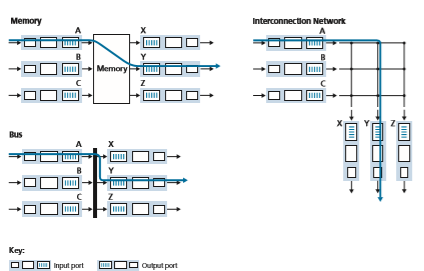 Memory
A
X
B
Memory
Y
C
Z
Interconnection Network
A
B
C
X
Y
Z
Bus
A
X
B
Y
C
Z
Key:
Input port
Output port